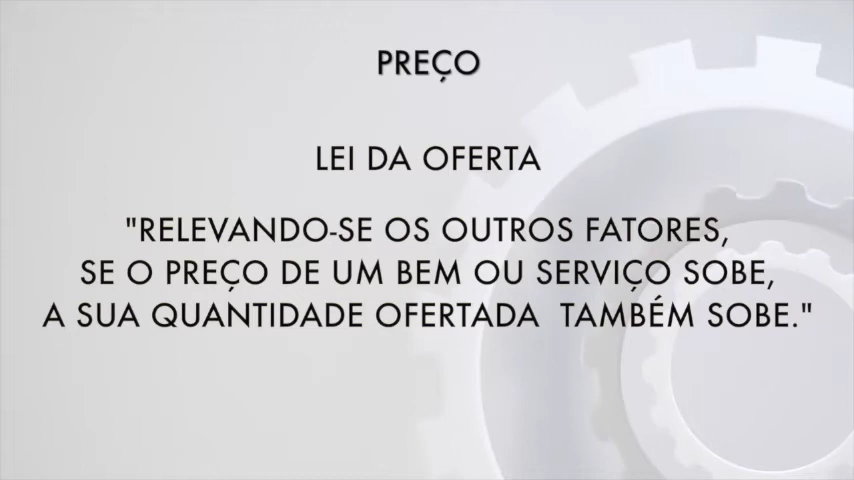 PREÇO
LEI DA OFERTA
"RELEVANDO-SE OS OUTROS FATORES,
SE O PREÇO DE UM BEM OU SERVIÇO SOBE,
A SUA QUANTIDADE OFERTADA  TAMBÉM SOBE."